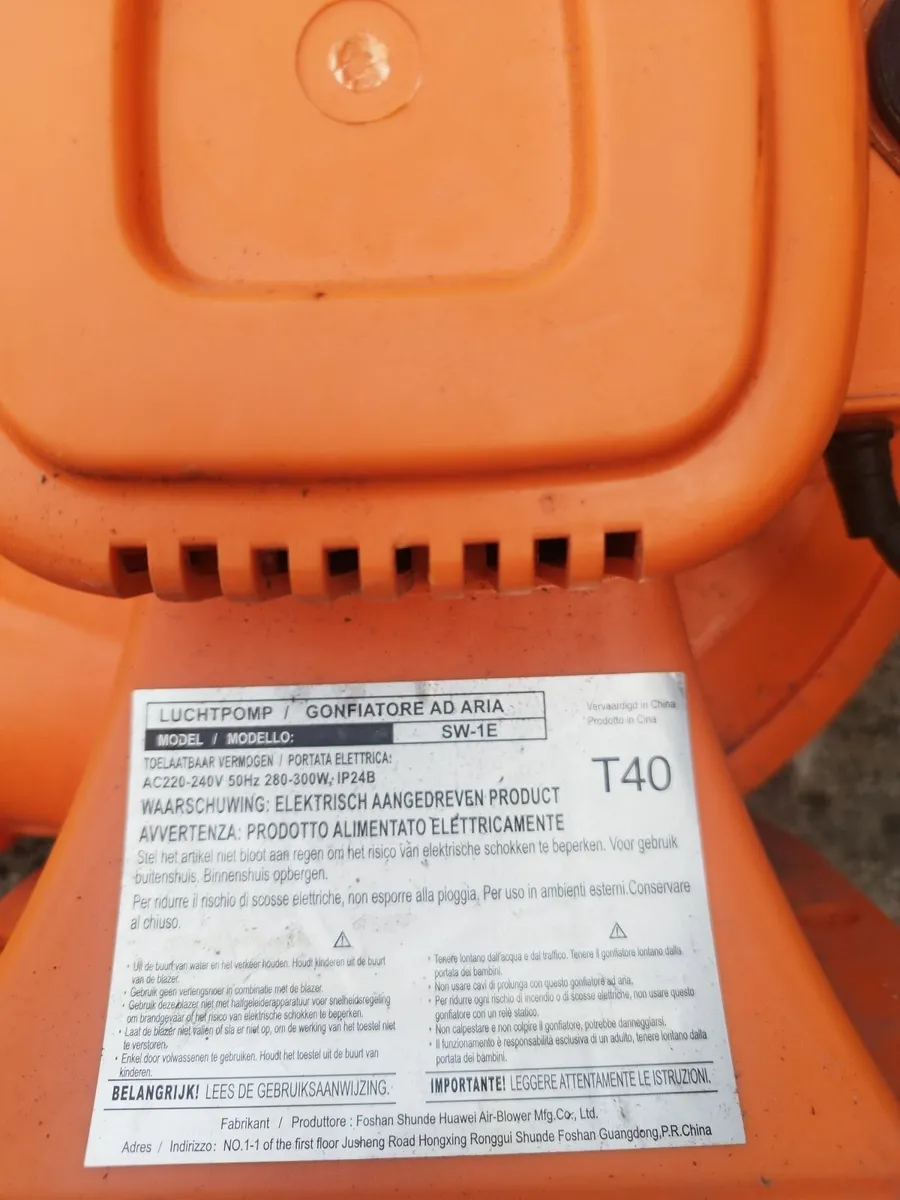 LUCHTPOMP / GONFIATORE AD ARIA
MODEL / MODELLO: SW-1E
Vervaardigd in China
Prodotto in Cina
TOELAATBAAR VERMOGEN / PORTATA ELETTRICA:
AC220-240V 50Hz 280-300W, IP24B
T40
WAARSCHUWING: ELEKTRISCH AANGEDREVEN PRODUCT
AVVERTENZA: PRODOTTO ALIMENTATO ELETTRICAMENTE
Stel het artikel niet bloot aan regen om het risico van elektrische schokken te beperken. Voor gebruik
buitenshuis. Binnenshuis opbergen.
Per ridurre il rischio di scosse elettriche, non esporre alla pioggia. Per uso in ambienti esterni.Conservare
al chiuso.
• Uit de buurt van water en het verkeer houden. Houdt kinderen uit de buurt
van de blazer.
• Gebruik geen verlengsnoer in combinatie met de blazer.
• Gebruik deze blazer niet met halfgeleiderapparatuur voor snelheidsregeling
om brandgevaar of het risico van elektrische schokken te beperken.
• Laat de blazer niet vallen of sla er niet op, om de werking van het toestel niet
te verstoren.
• Enkel door volwassenen te gebruiken. Houdt het toestel uit de buurt van
kinderen.
• Tenere lontano dall'acqua e dal traffico. Tenere il gonfiatore lontano dalla
portata dei bambini.
• Non usare cavi di prolunga con questo gonfiatore ad aria.
• Per ridurre ogni rischio di incendio o di scosse elettriche, non usare questo
gonfiatore con un relè statico.
• Non calpestare e non colpire il gonfiatore, potrebbe danneggiarsi.
• Il funzionamento è responsabilità esclusiva di un adulto, tenere lontano dalla
portata dei bambini.
BELANGRIJK! LEES DE GEBRUIKSAANWIJZING.
IMPORTANTE! LEGGERE ATTENTAMENTE LE ISTRUZIONI.
Fabrikant / Produttore : Foshan Shunde Huawei Air-Blower Mfg.Co., Ltd.
Adres / Indirizzo: NO.1-1 of the first floor Jusheng Road Hongxing Ronggui Shunde Foshan Guangdong,P.R.China